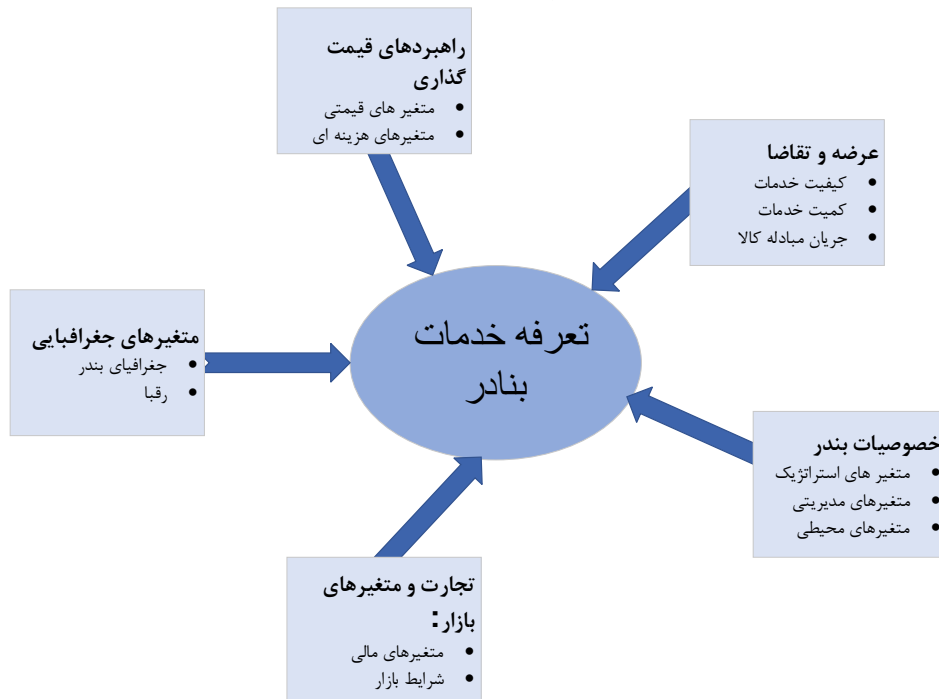 راهبردهای قیمت
گذاری
• متغیر های قیمتی
• متغیرهای هزینه ای
عرضه و تقاضا
• کیفیت خدمات
• کمیت خدمات
• جریان مبادله کالا
تعرفه خدمات
بنادر
متغیرهای جغرافبایی
• جغرافیای بندر
• رقبا
خصوصیات بندر
• متغیر های استراتژیک
• متغیرهای مدیریتی
• متغیرهای محیطی
تجارت و متغیرهای
بازار:
• متغیرهای مالی
• شرایط بازار